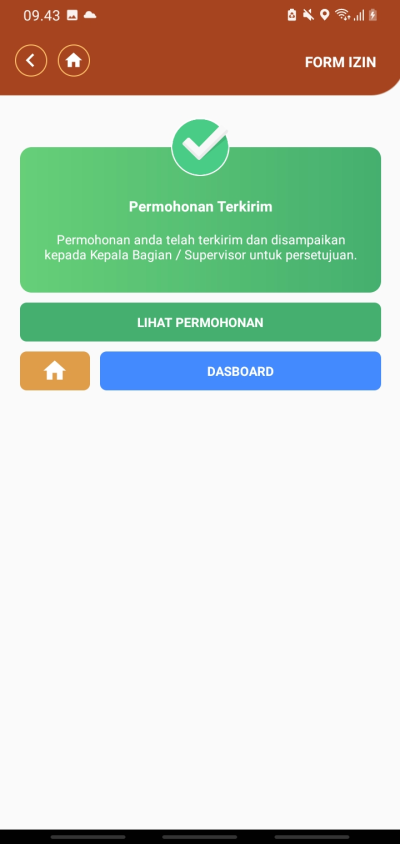 09.43
FORM IZIN
Permohonan Terkirim
Permohonan anda telah terkirim dan disampaikan
kepada Kepala Bagian / Supervisor untuk persetujuan.
LIHAT PERMOHONAN
DASBOARD